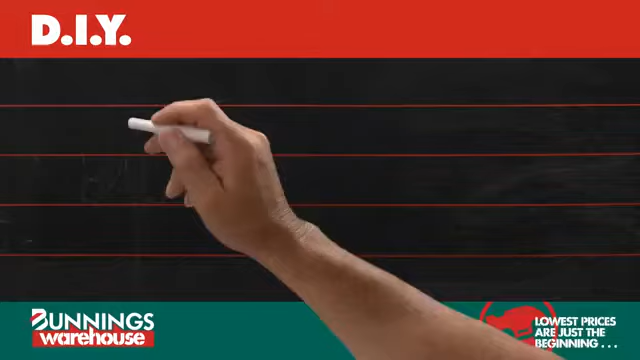 D.I.Y.
BUNNINGS
warehouse
LOWEST PRICES
ARE JUST THE
BEGINNING...